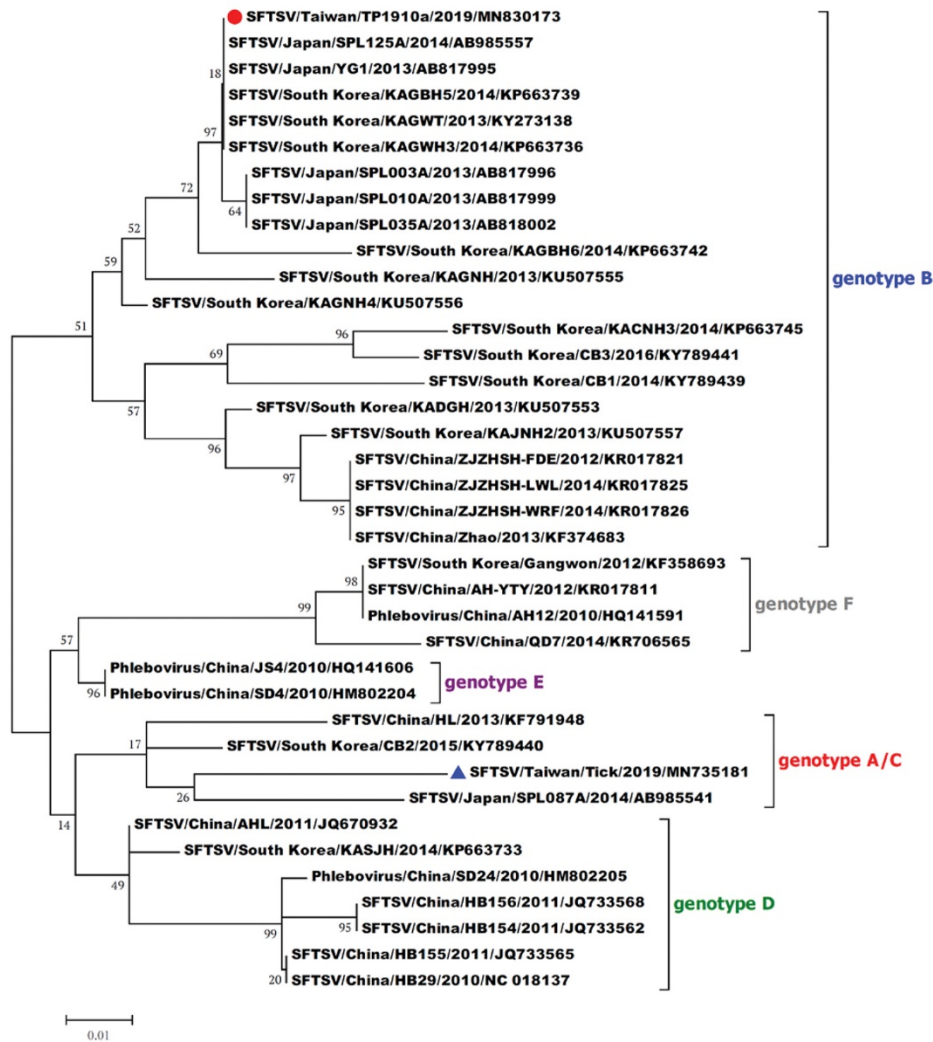 SFTSV/Taiwan/TP1910a/2019/MN830173
SFTSV/Japan/SPL125A/2014/AB985557
SFTSV/Japan/YG1/2013/AB817995
18
SFTSV/South Korea/KAGBH5/2014/KP663739
SFTSV/South Korea/KAGWT/2013/KY273138
97
SFTSV/South Korea/KAGWH3/2014/KP663736
SFTSV/Japan/SPL003A/2013/AB817996
72
SFTSV/Japan/SPL010A/2013/AB817999
64
SFTSV/Japan/SPL035A/2013/AB818002
52
SFTSV/South Korea/KAGBH6/2014/KP663742
59
SFTSV/South Korea/KAGNH/2013/KU507555
genotype B
SFTSV/South Korea/KAGNH4/KU507556
51
96
SFTSV/South Korea/KACNH3/2014/KP663745
69
SFTSV/South Korea/CB3/2016/KY789441
SFTSV/South Korea/CB1/2014/KY789439
57
SFTSV/South Korea/KADGH/2013/KU507553
96
SFTSV/South Korea/KAJNH2/2013/KU507557
SFTSV/China/ZJZHSH-FDE/2012/KR017821
97
SFTSV/China/ZJZHSH-LWL/2014/KR017825
95
SFTSV/China/ZJZHSH-WRF/2014/KR017826
SFTSV/China/Zhao/2013/KF374683
SFTSV/South Korea/Gangwon/2012/KF358693
98
SFTSV/China/AH-YTY/2012/KR017811
genotype F
99
Phlebovirus/China/AH12/2010/HQ141591
57
SFTSV/China/QD7/2014/KR706565
Phlebovirus/China/JS4/2010/HQ141606
genotype E
96
Phlebovirus/China/SD4/2010/HM802204
SFTSV/China/HL/2013/KF791948
17
SFTSV/South Korea/CB2/2015/KY789440
genotype A/C
SFTSV/Taiwan/Tick/2019/MN735181
26
SFTSV/Japan/SPL087A/2014/AB985541
14
SFTSV/China/AHL/2011/JQ670932
SFTSV/South Korea/KASJH/2014/KP663733
49
Phlebovirus/China/SD24/2010/HM802205
genotype D
SFTSV/China/HB156/2011/JQ733568
99
95
SFTSV/China/HB154/2011/JQ733562
SFTSV/China/HB155/2011/JQ733565
20
SFTSV/China/HB29/2010/NC 018137
0.01